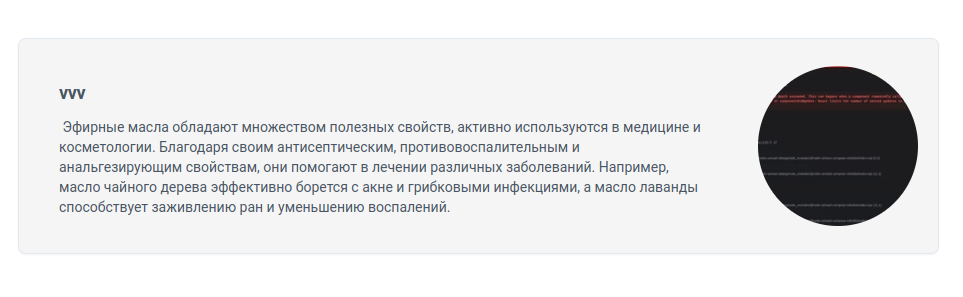 vvv
Эфирные масла обладают множеством полезных свойств, активно используются в медицине и
косметологии. Благодаря своим антисептическим, противовоспалительным и
анальгезирующим свойствам, они помогают в лечении различных заболеваний. Например,
масло чайного дерева эффективно борется с акне и грибковыми инфекциями, а масло лаванды
способствует заживлению ран и уменьшению воспалений.